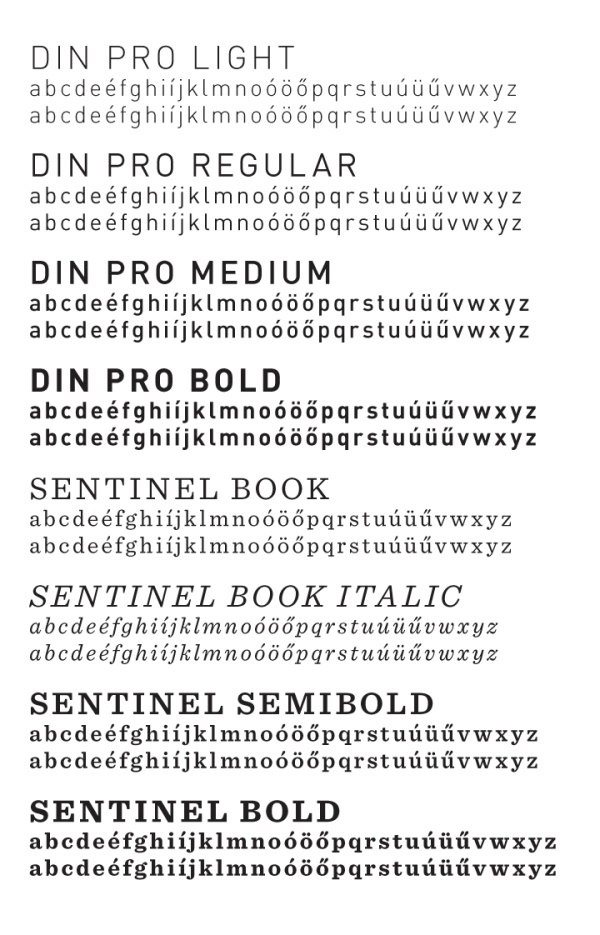 DIN PRO LIGHT
abcdeéfghiíjklmnoóöőpqrstuúüűvwxyz
abcdeéfghiíjklmnoóöőpqrstuúüűvwxyz
DIN PRO REGULAR
abcdeéfghiíjklmnoóöőpqrstuúüűvwxyz
abcdeéfghiíjklmnoóöőpqrstuúüűvwxyz
DIN PRO MEDIUM
abcdeéfghiíjklmnoóöőpqrstuúüűvwxyz
abcdeéfghiíjklmnoóöőpqrstuúüűvwxyz
DIN PRO BOLD
abcdeéfghiíjklmnoóöőpqrstuúüűvwxyz
abcdeéfghiíjklmnoóöőpqrstuúüűvwxyz
SENTINEL BOOK
abcdeéfghiíjklmnoóöőpqrstuúüűvwxyz
abcdeéfghiíjklmnoóöőpqrstuúüűvwxyz
SENTINEL BOOK ITALIC
abcdeéfghiíjklmnoóöőpqrstuúüűvwxyz
abcdeéfghiíjklmnoóöőpqrstuúüűvwxyz
SENTINEL SEMIBOLD
abcdeéfghiíjklmnoóöőpqrstuúüűvwxyz
abcdeéfghiíjklmnoóöőpqrstuúüűvwxyz
SENTINEL BOLD
abcdeéfghiíjklmnoóöőpqrstuúüűvwxyz
abcdeéfghiíjklmnoóöőpqrstuúüűvwxyz